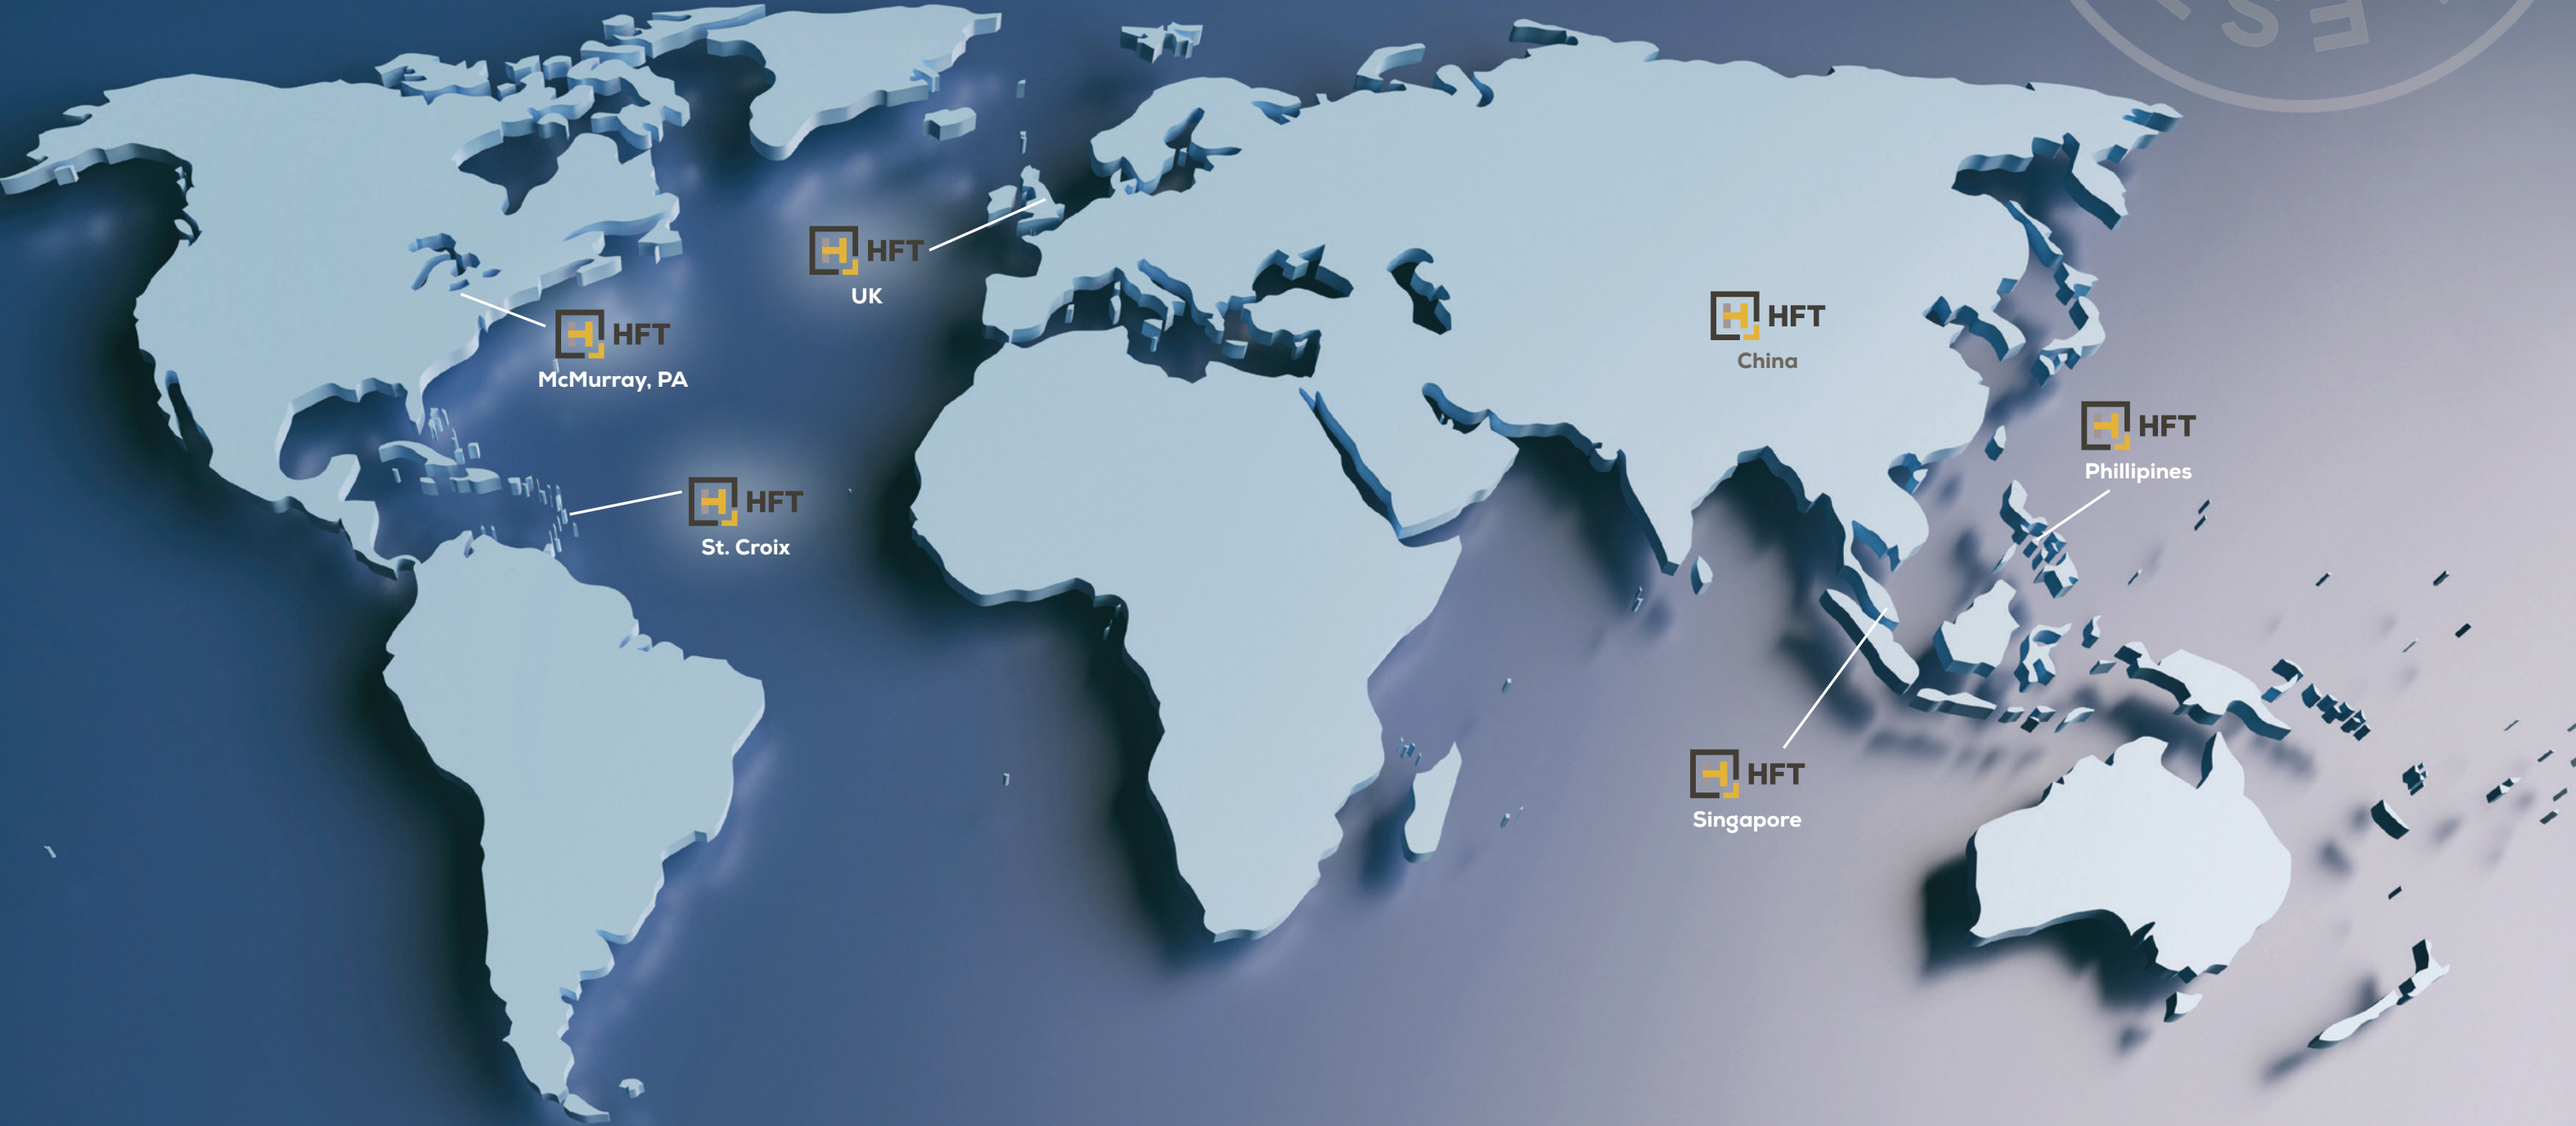 HFT
UK
HFT
McMurray, PA
HFT
St. Croix
HFT
China
HFT
Phillipines
HFT
Singapore